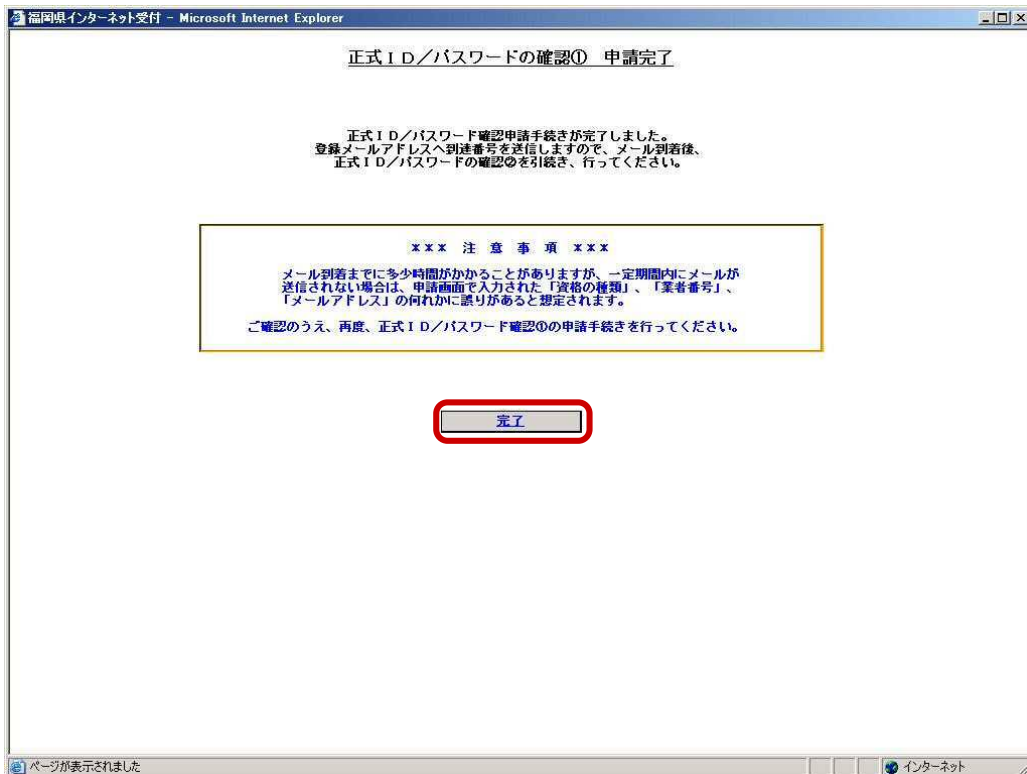 福岡県インターネット受付 - Microsoft Internet Explorer
正式ＩＤ／パスワードの確認① 申請完了
正式ＩＤ／パスワード確認申請手続きが完了しました。
登録メールアドレスへ到達番号を送信しますので、メール到着後、
正式ＩＤ／パスワードの確認②を引続き、行ってください。
*** 注 意 事 項 ***
メール到着までに多少時間がかかることがありますが、一定期間内にメールが
送信されない場合は、申請画面で入力された「資格の種類」、「業者番号」、
「メールアドレス」の何れかに誤りがあると想定されます。
ご確認のうえ、再度、正式ＩＤ／パスワード確認①の申請手続きを行ってください。
完了
ページが表示されました
インターネット